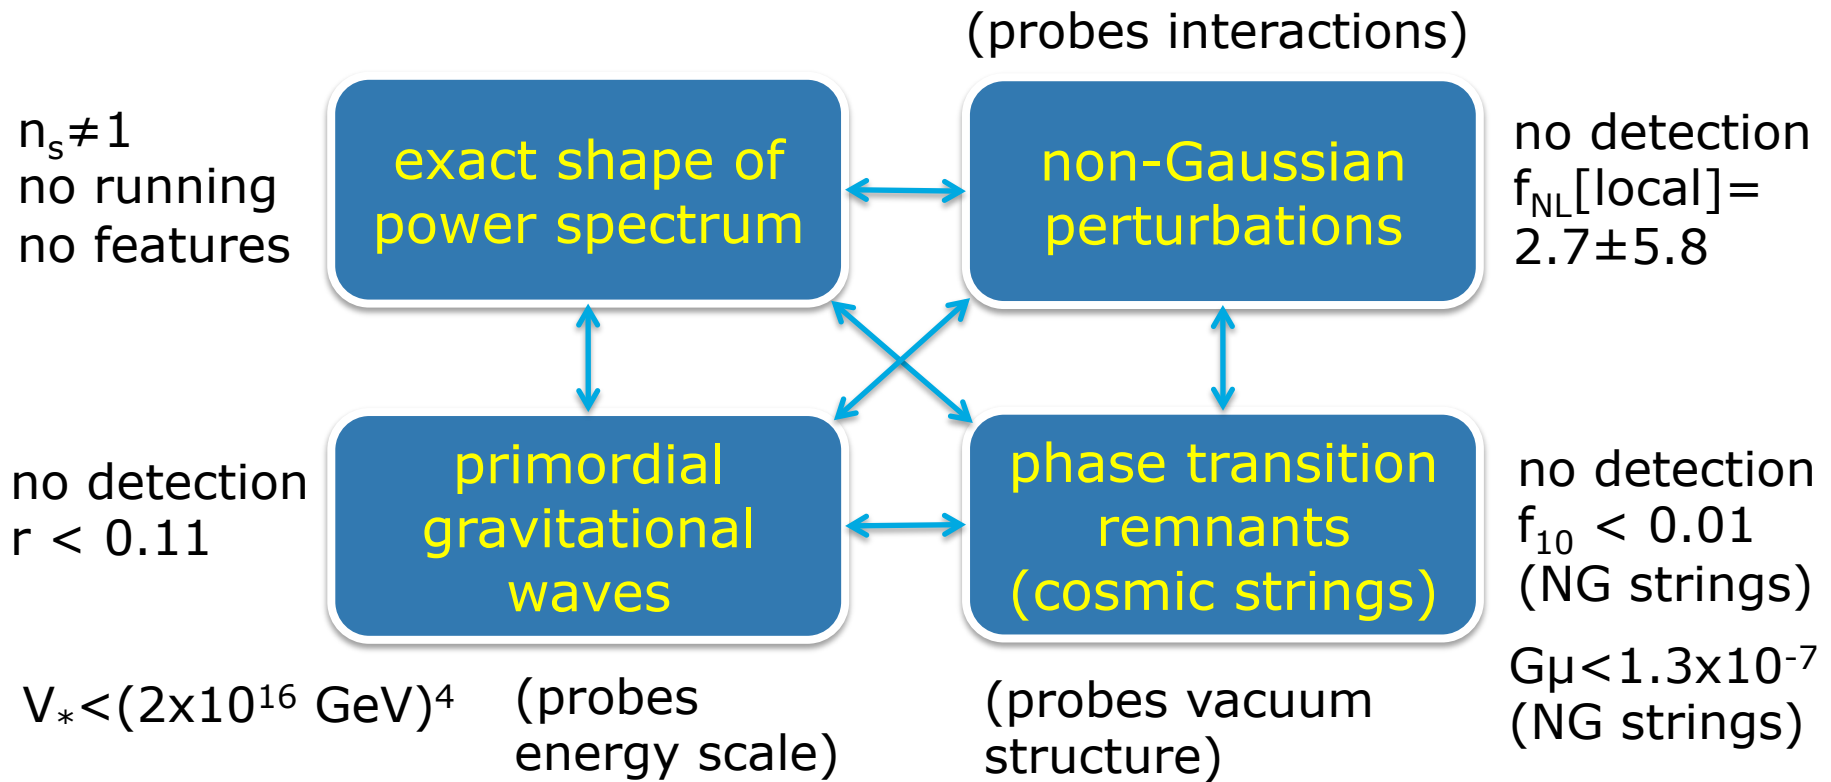 (probes interactions)
n_s≠1
no running
no features
exact shape of
power spectrum
non-Gaussian
perturbations
no detection
f_NL[local]=
2.7±5.8
no detection
r < 0.11
primordial
gravitational
waves
phase transition
remnants
(cosmic strings)
no detection
f_10 < 0.01
(NG strings)
V_*<(2x10^16 GeV)^4
(probes
energy scale)
(probes vacuum
structure)
Gμ<1.3x10^-7
(NG strings)